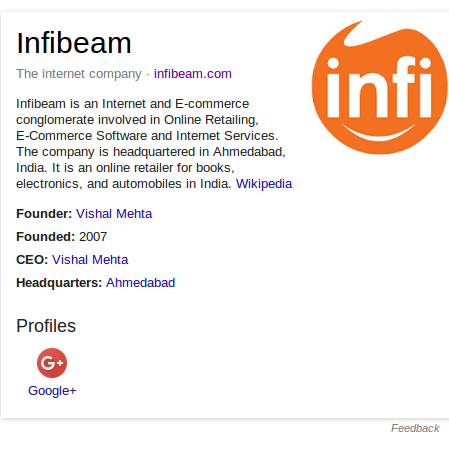 Infibeam
The internet company · infibeam.com
infi
Infibeam is an Internet and E-commerce
conglomerate involved in Online Retailing,
E-Commerce Software and Internet Services.
The company is headquartered in Ahmedabad,
India. It is an online retailer for books,
electronics, and automobiles in India. Wikipedia
Founder: Vishal Mehta
Founded: 2007
CEO: Vishal Mehta
Headquarters: Ahmedabad
Profiles
G+
Google+
Feedback